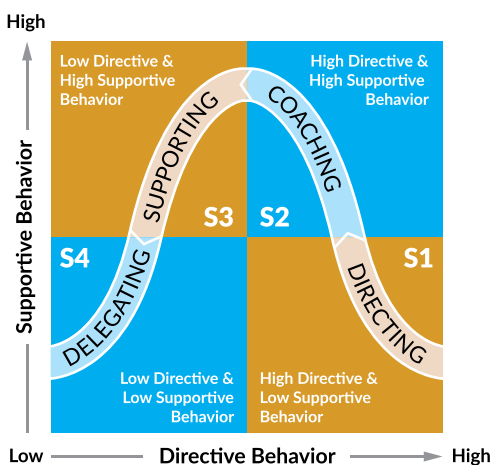 High
Low Directive &
High Supportive
Behavior
High Directive &
High Supportive
Behavior
SUPPORTING
COACHING
S3
S2
Supportive Behavior
S4
S1
DELEGATING
DIRECTING
Low Directive &
Low Supportive
Behavior
High Directive &
Low Supportive
Behavior
Low
Directive Behavior
High